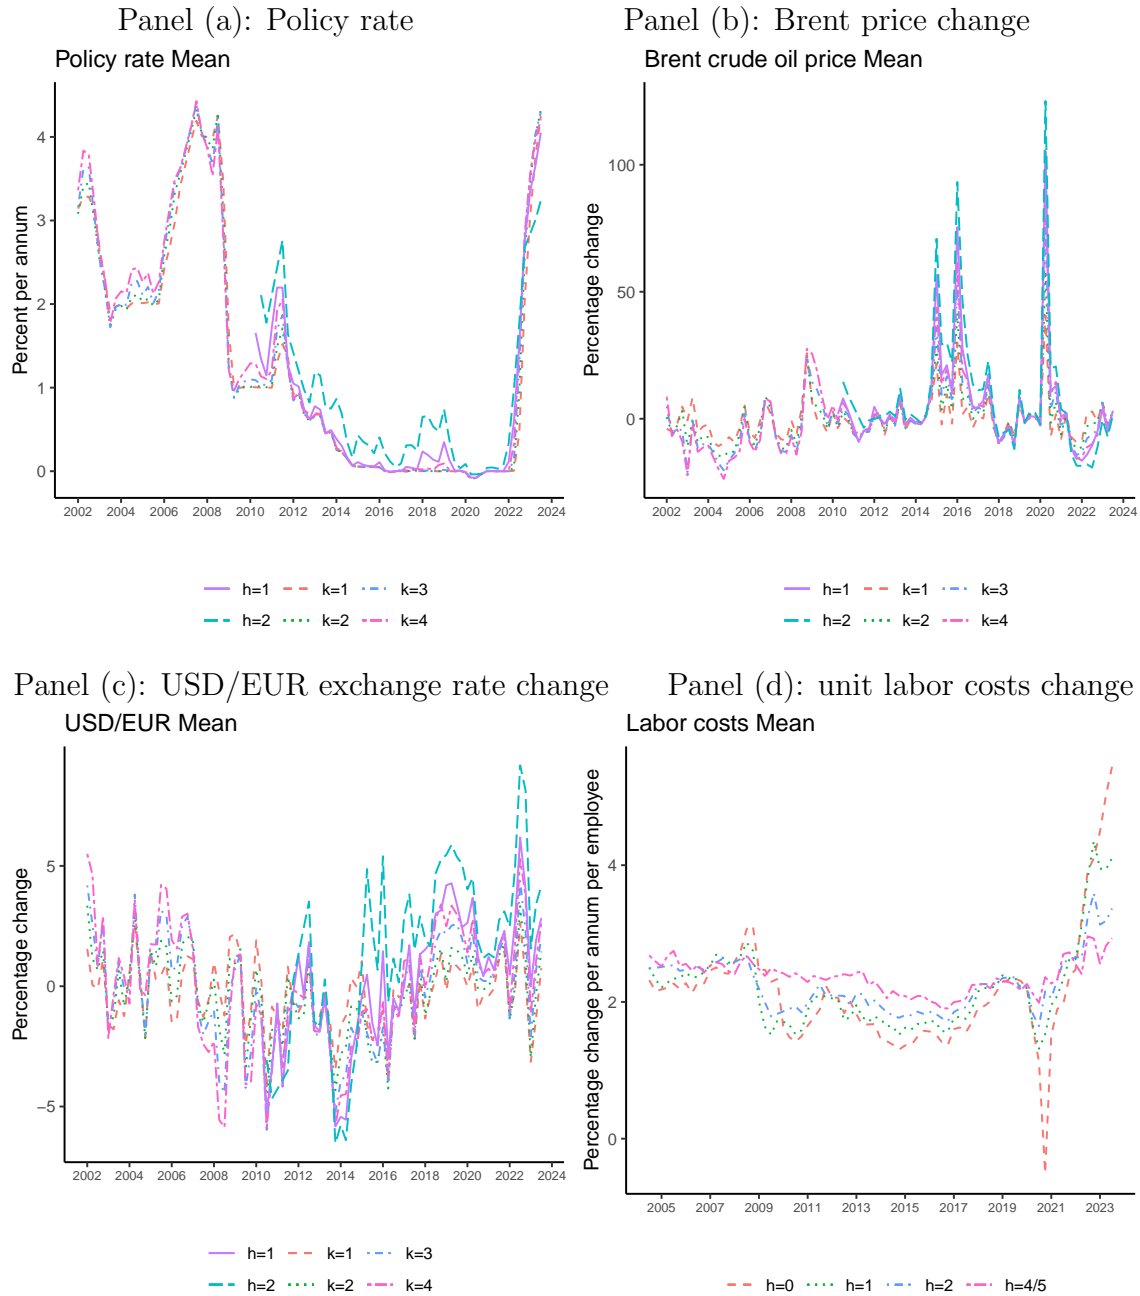 Panel (a): Policy rate
Policy rate Mean
Percent per annum
4
3
2
1
0
2002 2004 2006 2008 2010 2012 2014 2016 2018 2020 2022 2024
h=1 k=1 k=3
h=2 k=2 k=4
Panel (b): Brent price change
Brent crude oil price Mean
Percentage change
100
50
0
2002 2004 2006 2008 2010 2012 2014 2016 2018 2020 2022 2024
h=1 k=1 k=3
h=2 k=2 k=4
Panel (c): USD/EUR exchange rate change
USD/EUR Mean
Percentage change
5
0
−5
2002 2004 2006 2008 2010 2012 2014 2016 2018 2020 2022 2024
h=1 k=1 k=3
h=2 k=2 k=4
Panel (d): unit labor costs change
Labor costs Mean
Percentage change per annum per employee
4
2
0
2005 2007 2009 2011 2013 2015 2017 2019 2021 2023
h=0 h=1 h=2 h=4/5